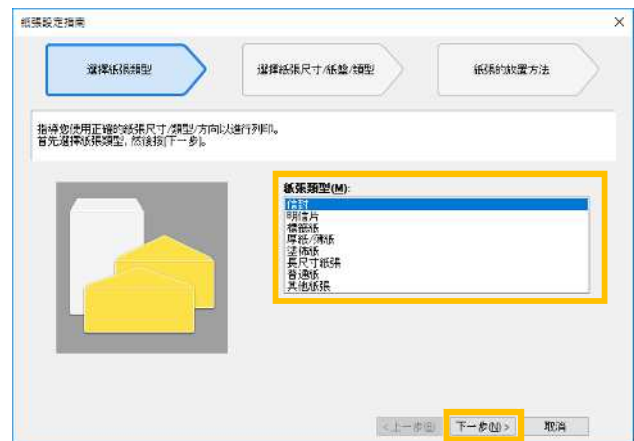 紙張設定指南
選擇紙張類型
選擇紙張尺寸/紙盤/類型
紙張的放置方法
指導您使用正確的紙張尺寸/類型/方向以進行列印。
首先選擇紙張類型, 然後按[下一步]。
紙張類型(M):
信封
明信片
標籤紙
厚紙/薄紙
塗佈紙
長尺寸紙張
普通紙
其他紙張
<上一步(B)
下一步(N) >
取消